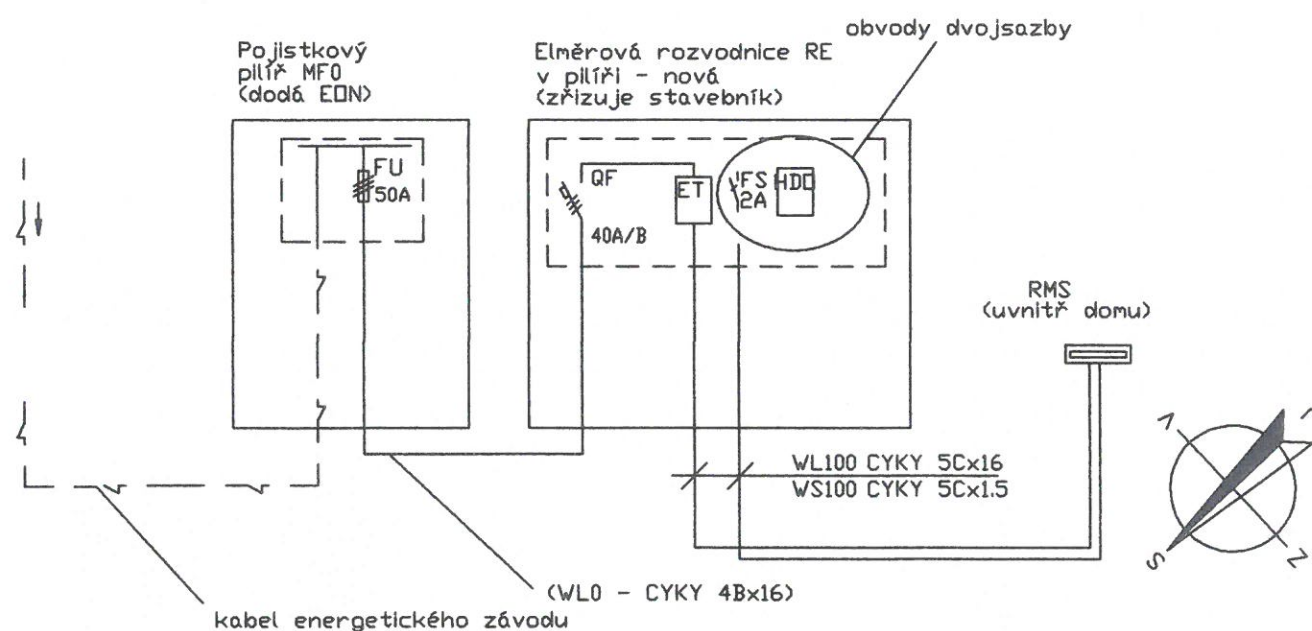 obvody dvojsazby
Pojistkový
pilíř MF0
(dodá EON)
Elměrová rozvodnice RE
v pilíři - nová
(zřizuje stavebník)
FU
50A
QF
40A/B
ET
FS
2A
HDO
RMS
(uvnitř domu)
WL100 CYKY 5Cx16
WS100 CYKY 5Cx1.5
(WL0 - CYKY 4Bx16)
kabel energetického závodu
V
S
Z